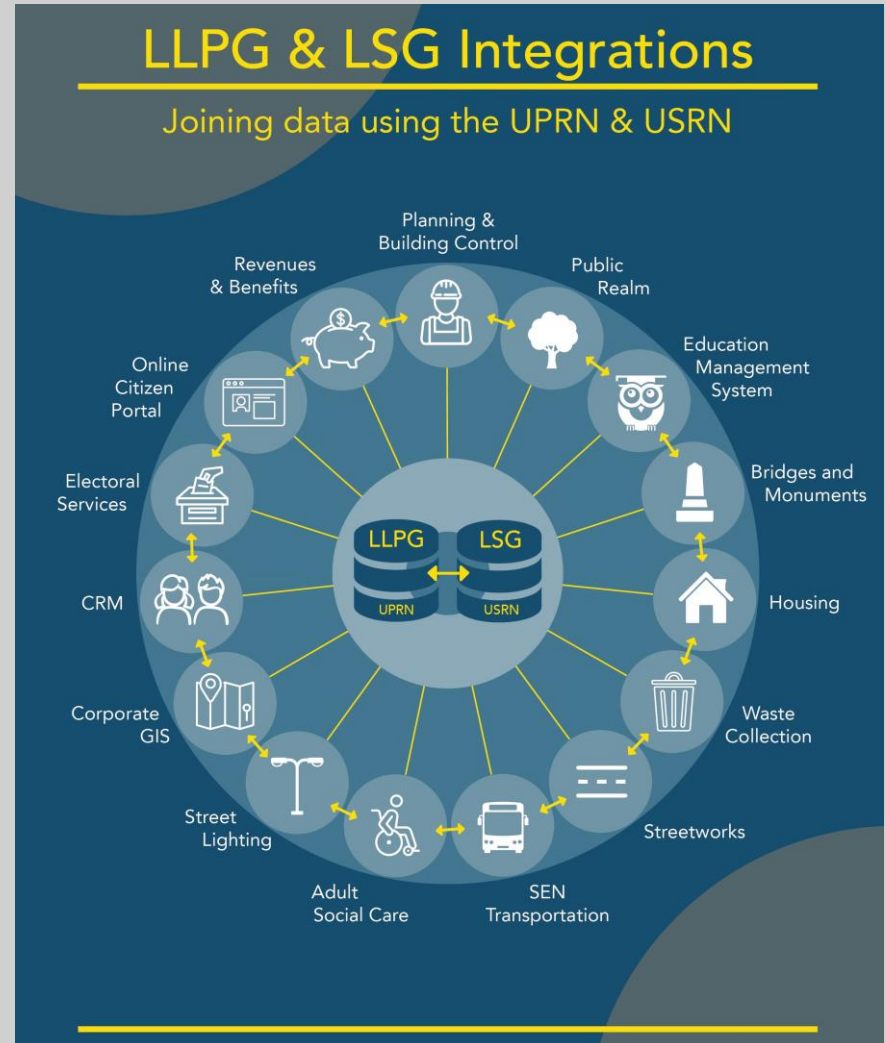 LLPG & LSG Integrations
Joining data using the UPRN & USRN
Planning &
Building Control
Public
Realm
Education
Management
System
Bridges and
Monuments
Housing
Waste
Collection
Streetworks
SEN
Transportation
Adult
Social Care
Street
Lighting
Corporate
GIS
CRM
Electoral
Services
Online
Citizen
Portal
Revenues
& Benefits
$
LLPG
LSG
UPRN
USRN